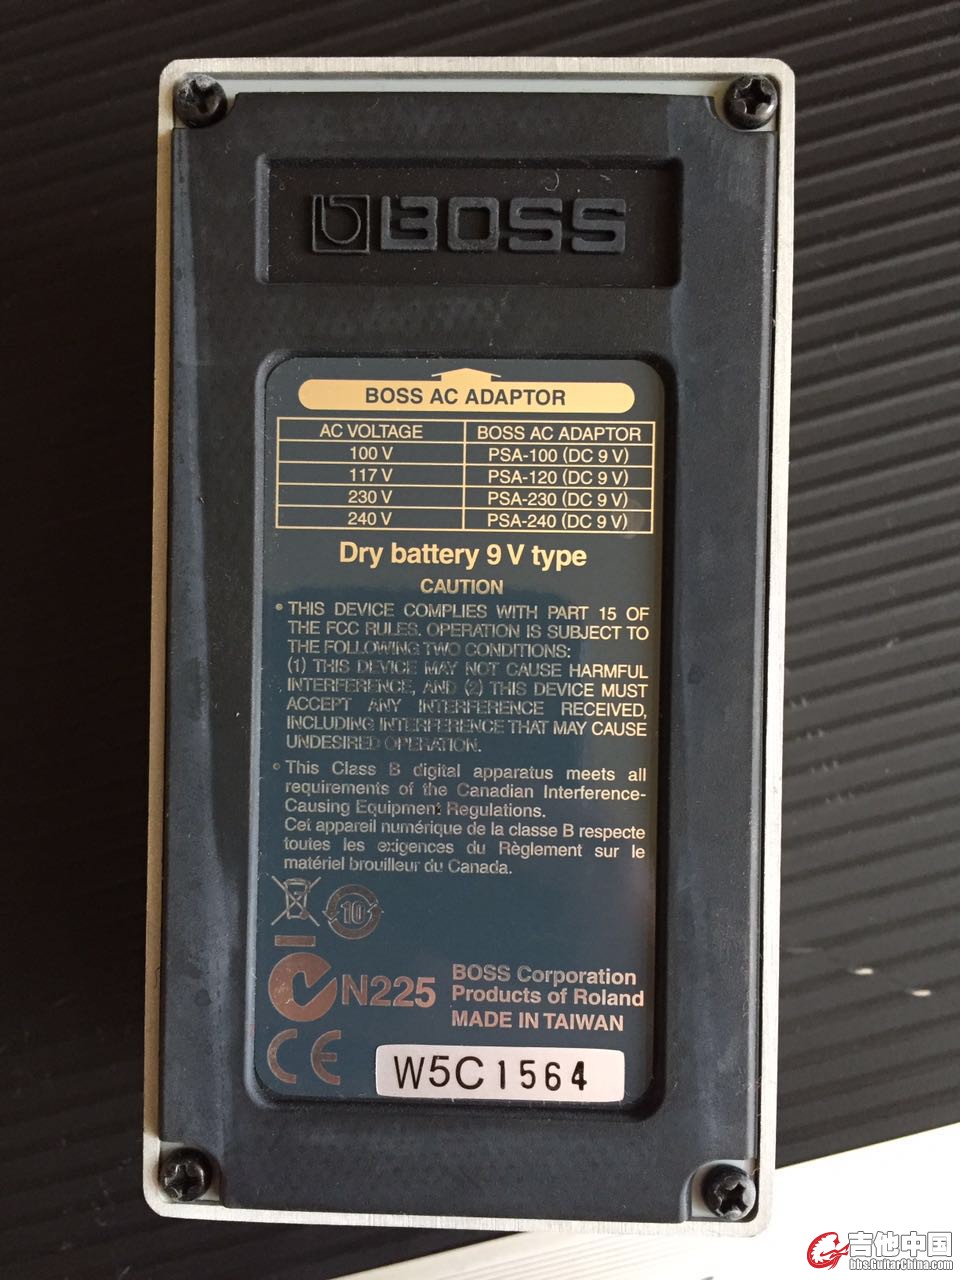 BOSS
BOSS AC ADAPTOR
AC VOLTAGE BOSS AC ADAPTOR
100 V PSA-100 (DC 9 V)
117 V PSA-120 (DC 9 V)
230 V PSA-230 (DC 9 V)
240 V PSA-240 (DC 9 V)
Dry battery 9 V type
CAUTION
• THIS DEVICE COMPLIES WITH PART 15 OF
THE FCC RULES. OPERATION IS SUBJECT TO
THE FOLLOWING TWO CONDITIONS:
(1) THIS DEVICE MAY NOT CAUSE HARMFUL
INTERFERENCE, AND (2) THIS DEVICE MUST
ACCEPT ANY INTERFERENCE RECEIVED,
INCLUDING INTERFERENCE THAT MAY CAUSE
UNDESIRED OPERATION.
• This Class B digital apparatus meets all
requirements of the Canadian Interference-
Causing Equipment Regulations.
Cet appareil numérique de la classe B respecte
toutes les exigences du Règlement sur le
matériel brouilleur du Canada.
10
N225
BOSS Corporation
Products of Roland
MADE IN TAIWAN
CE
W5C1564
吉他中国
bbs.GuitarChina.com